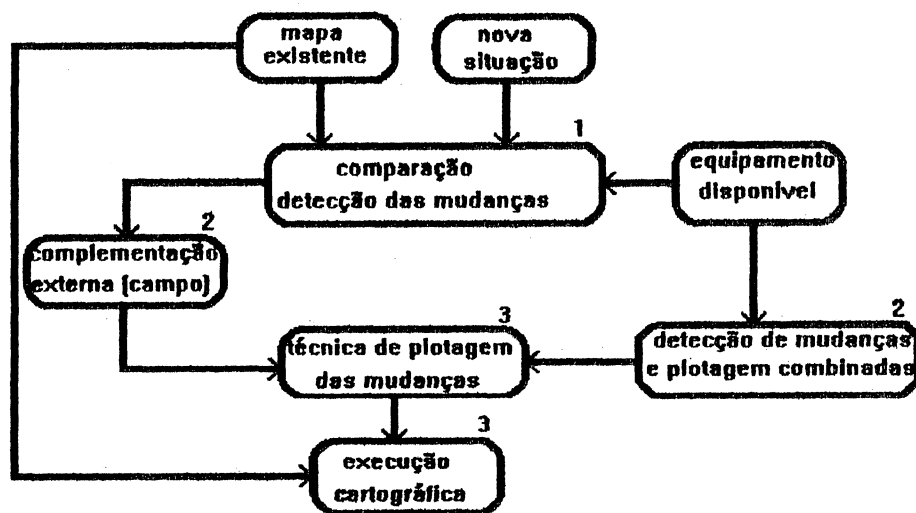 mapa
existente
nova
situação
1
comparação
detecção das mudanças
equipamento
disponível
2
complementação
externa (campo)
3
técnica de plotagem
das mudanças
2
detecção de mudanças
e plotagem combinadas
3
execução
cartográfica